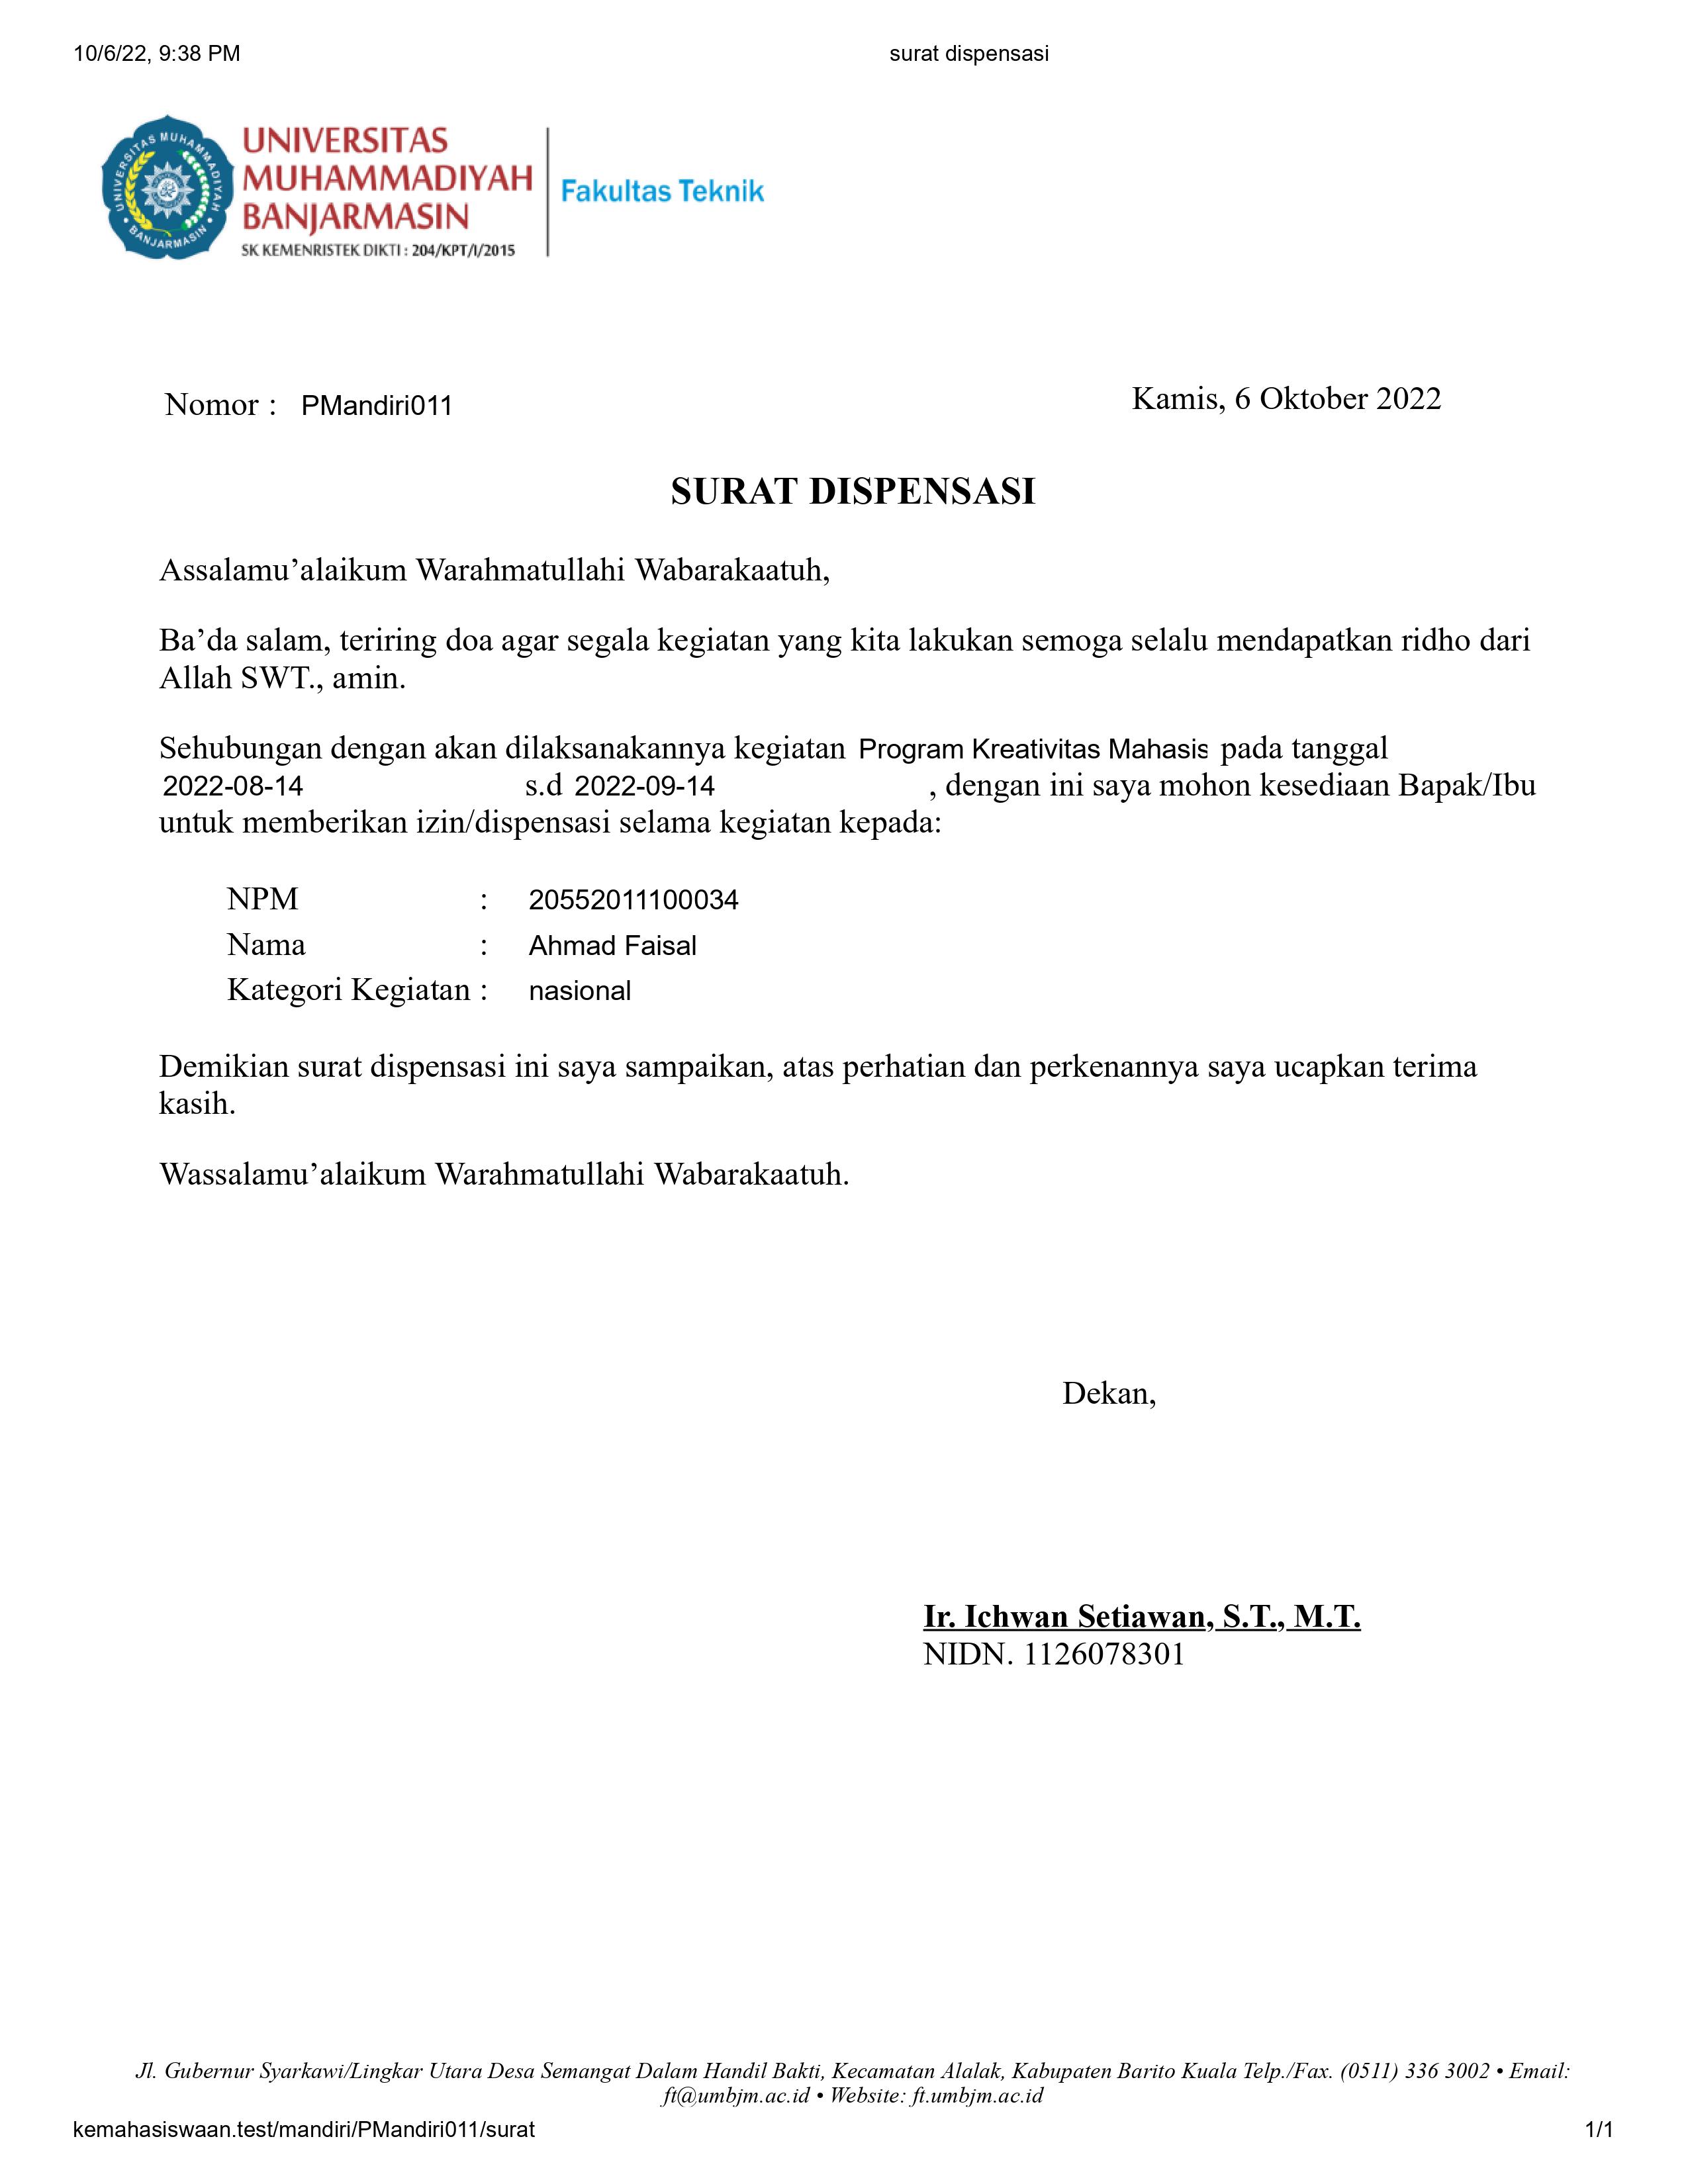 10/6/22, 9:38 PM surat dispensasi
UNIVERSITAS MUHAMMADIYAH
BANJARMASIN
UNIVERSITAS
MUHAMMADIYAH
BANJARMASIN
SK KEMENRISTEK DIKTI : 204/KPT/I/2015
Fakultas Teknik
Nomor : PMandiri011 Kamis, 6 Oktober 2022
SURAT DISPENSASI
Assalamu’alaikum Warahmatullahi Wabarakaatuh,
Ba’da salam, teriring doa agar segala kegiatan yang kita lakukan semoga selalu mendapatkan ridho dari
Allah SWT., amin.
Sehubungan dengan akan dilaksanakannya kegiatan Program Kreativitas Mahasis pada tanggal
2022-08-14 s.d 2022-09-14 , dengan ini saya mohon kesediaan Bapak/Ibu
untuk memberikan izin/dispensasi selama kegiatan kepada:
NPM : 20552011100034
Nama : Ahmad Faisal
Kategori Kegiatan : nasional
Demikian surat dispensasi ini saya sampaikan, atas perhatian dan perkenannya saya ucapkan terima
kasih.
Wassalamu’alaikum Warahmatullahi Wabarakaatuh.
Dekan,
Ir. Ichwan Setiawan, S.T., M.T.
NIDN. 1126078301
Jl. Gubernur Syarkawi/Lingkar Utara Desa Semangat Dalam Handil Bakti, Kecamatan Alalak, Kabupaten Barito Kuala Telp./Fax. (0511) 336 3002 • Email:
ft@umbjm.ac.id • Website: ft.umbjm.ac.id
kemahasiswaan.test/mandiri/PMandiri011/surat 1/1